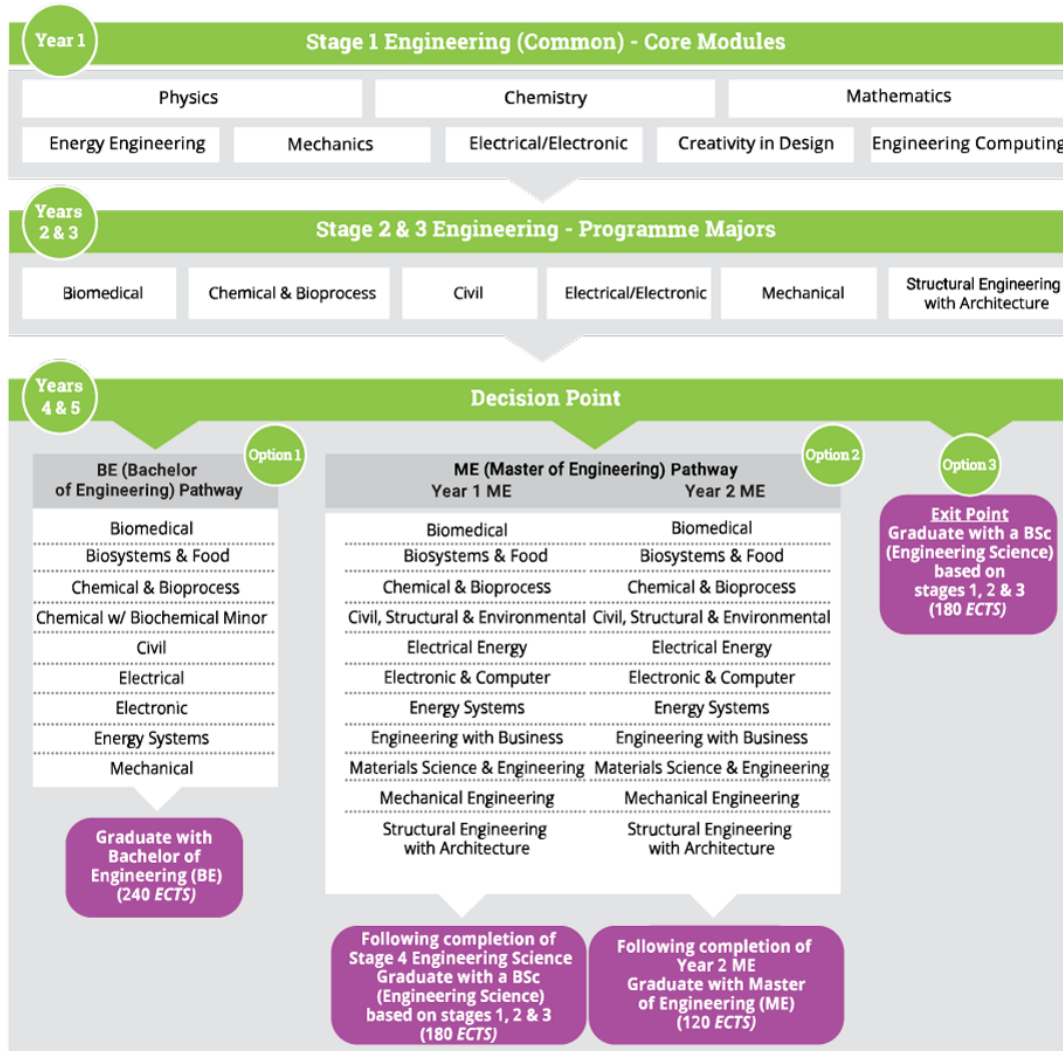 Year 1
Stage 1 Engineering (Common) - Core Modules
Physics
Chemistry
Mathematics
Energy Engineering
Mechanics
Electrical/Electronic
Creativity in Design
Engineering Computing
Years
2 & 3
Stage 2 & 3 Engineering - Programme Majors
Biomedical
Chemical & Bioprocess
Civil
Electrical/Electronic
Mechanical
Structural Engineering
with Architecture
Years
4 & 5
Decision Point
Option 1
BE (Bachelor
of Engineering) Pathway
Biomedical
Biosystems & Food
Chemical & Bioprocess
Chemical w/ Biochemical Minor
Civil
Electrical
Electronic
Energy Systems
Mechanical
Graduate with
Bachelor of
Engineering (BE)
(240 ECTS)
Option 2
ME (Master of Engineering) Pathway
Year 1 ME
Biomedical
Biosystems & Food
Chemical & Bioprocess
Civil, Structural & Environmental
Electrical Energy
Electronic & Computer
Energy Systems
Engineering with Business
Materials Science & Engineering
Mechanical Engineering
Structural Engineering
with Architecture
Following completion of
Stage 4 Engineering Science
Graduate with a BSc
(Engineering Science)
based on stages 1, 2 & 3
(180 ECTS)
Year 2 ME
Biomedical
Biosystems & Food
Chemical & Bioprocess
Civil, Structural & Environmental
Electrical Energy
Electronic & Computer
Energy Systems
Engineering with Business
Materials Science & Engineering
Mechanical Engineering
Structural Engineering
with Architecture
Following completion of
Year 2 ME
Graduate with Master
of Engineering (ME)
(120 ECTS)
Option 3
Exit Point
Graduate with a BSc
(Engineering Science)
based on
stages 1, 2 & 3
(180 ECTS)